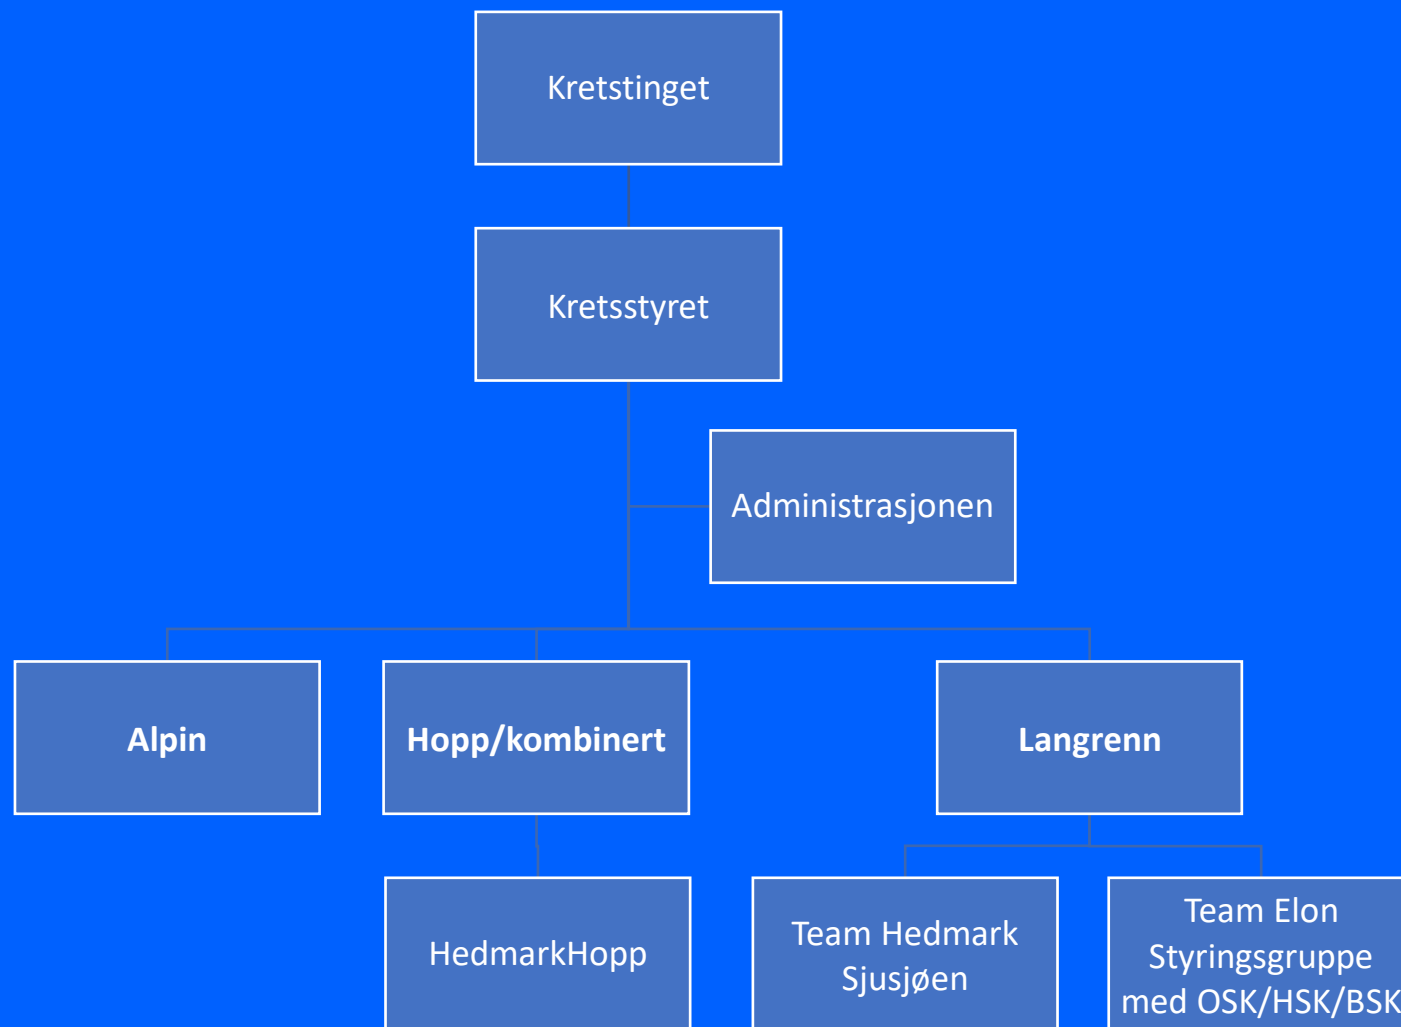 Kretstinget
Kretsstyret
Administrasjonen
Alpin
Hopp/kombinert
Langrenn
HedmarkHopp
Team Hedmark
Sjusjøen
Team Elon
Styringsgruppe
med OSK/HSK/BSK